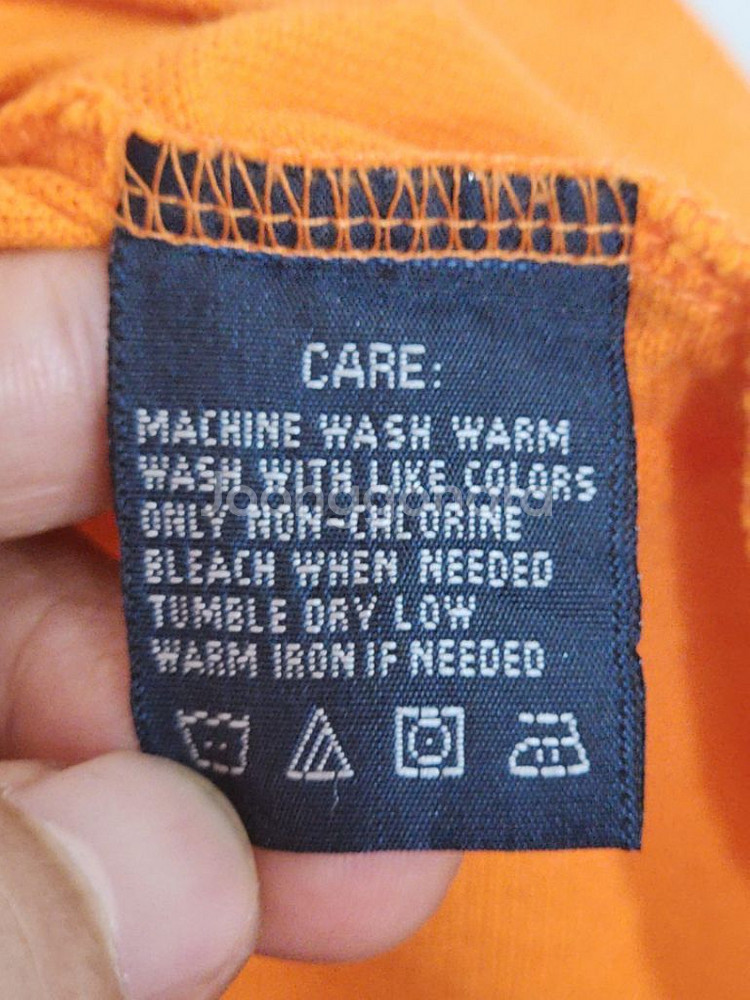 CARE:
MACHINE WASH WARM
WASH WITH LIKE COLORS
Joonggonara
ONLY NON-CHLORINE
BLEACH WHEN NEEDED
TUMBLE DRY LOW
WARM IRON IF NEEDED